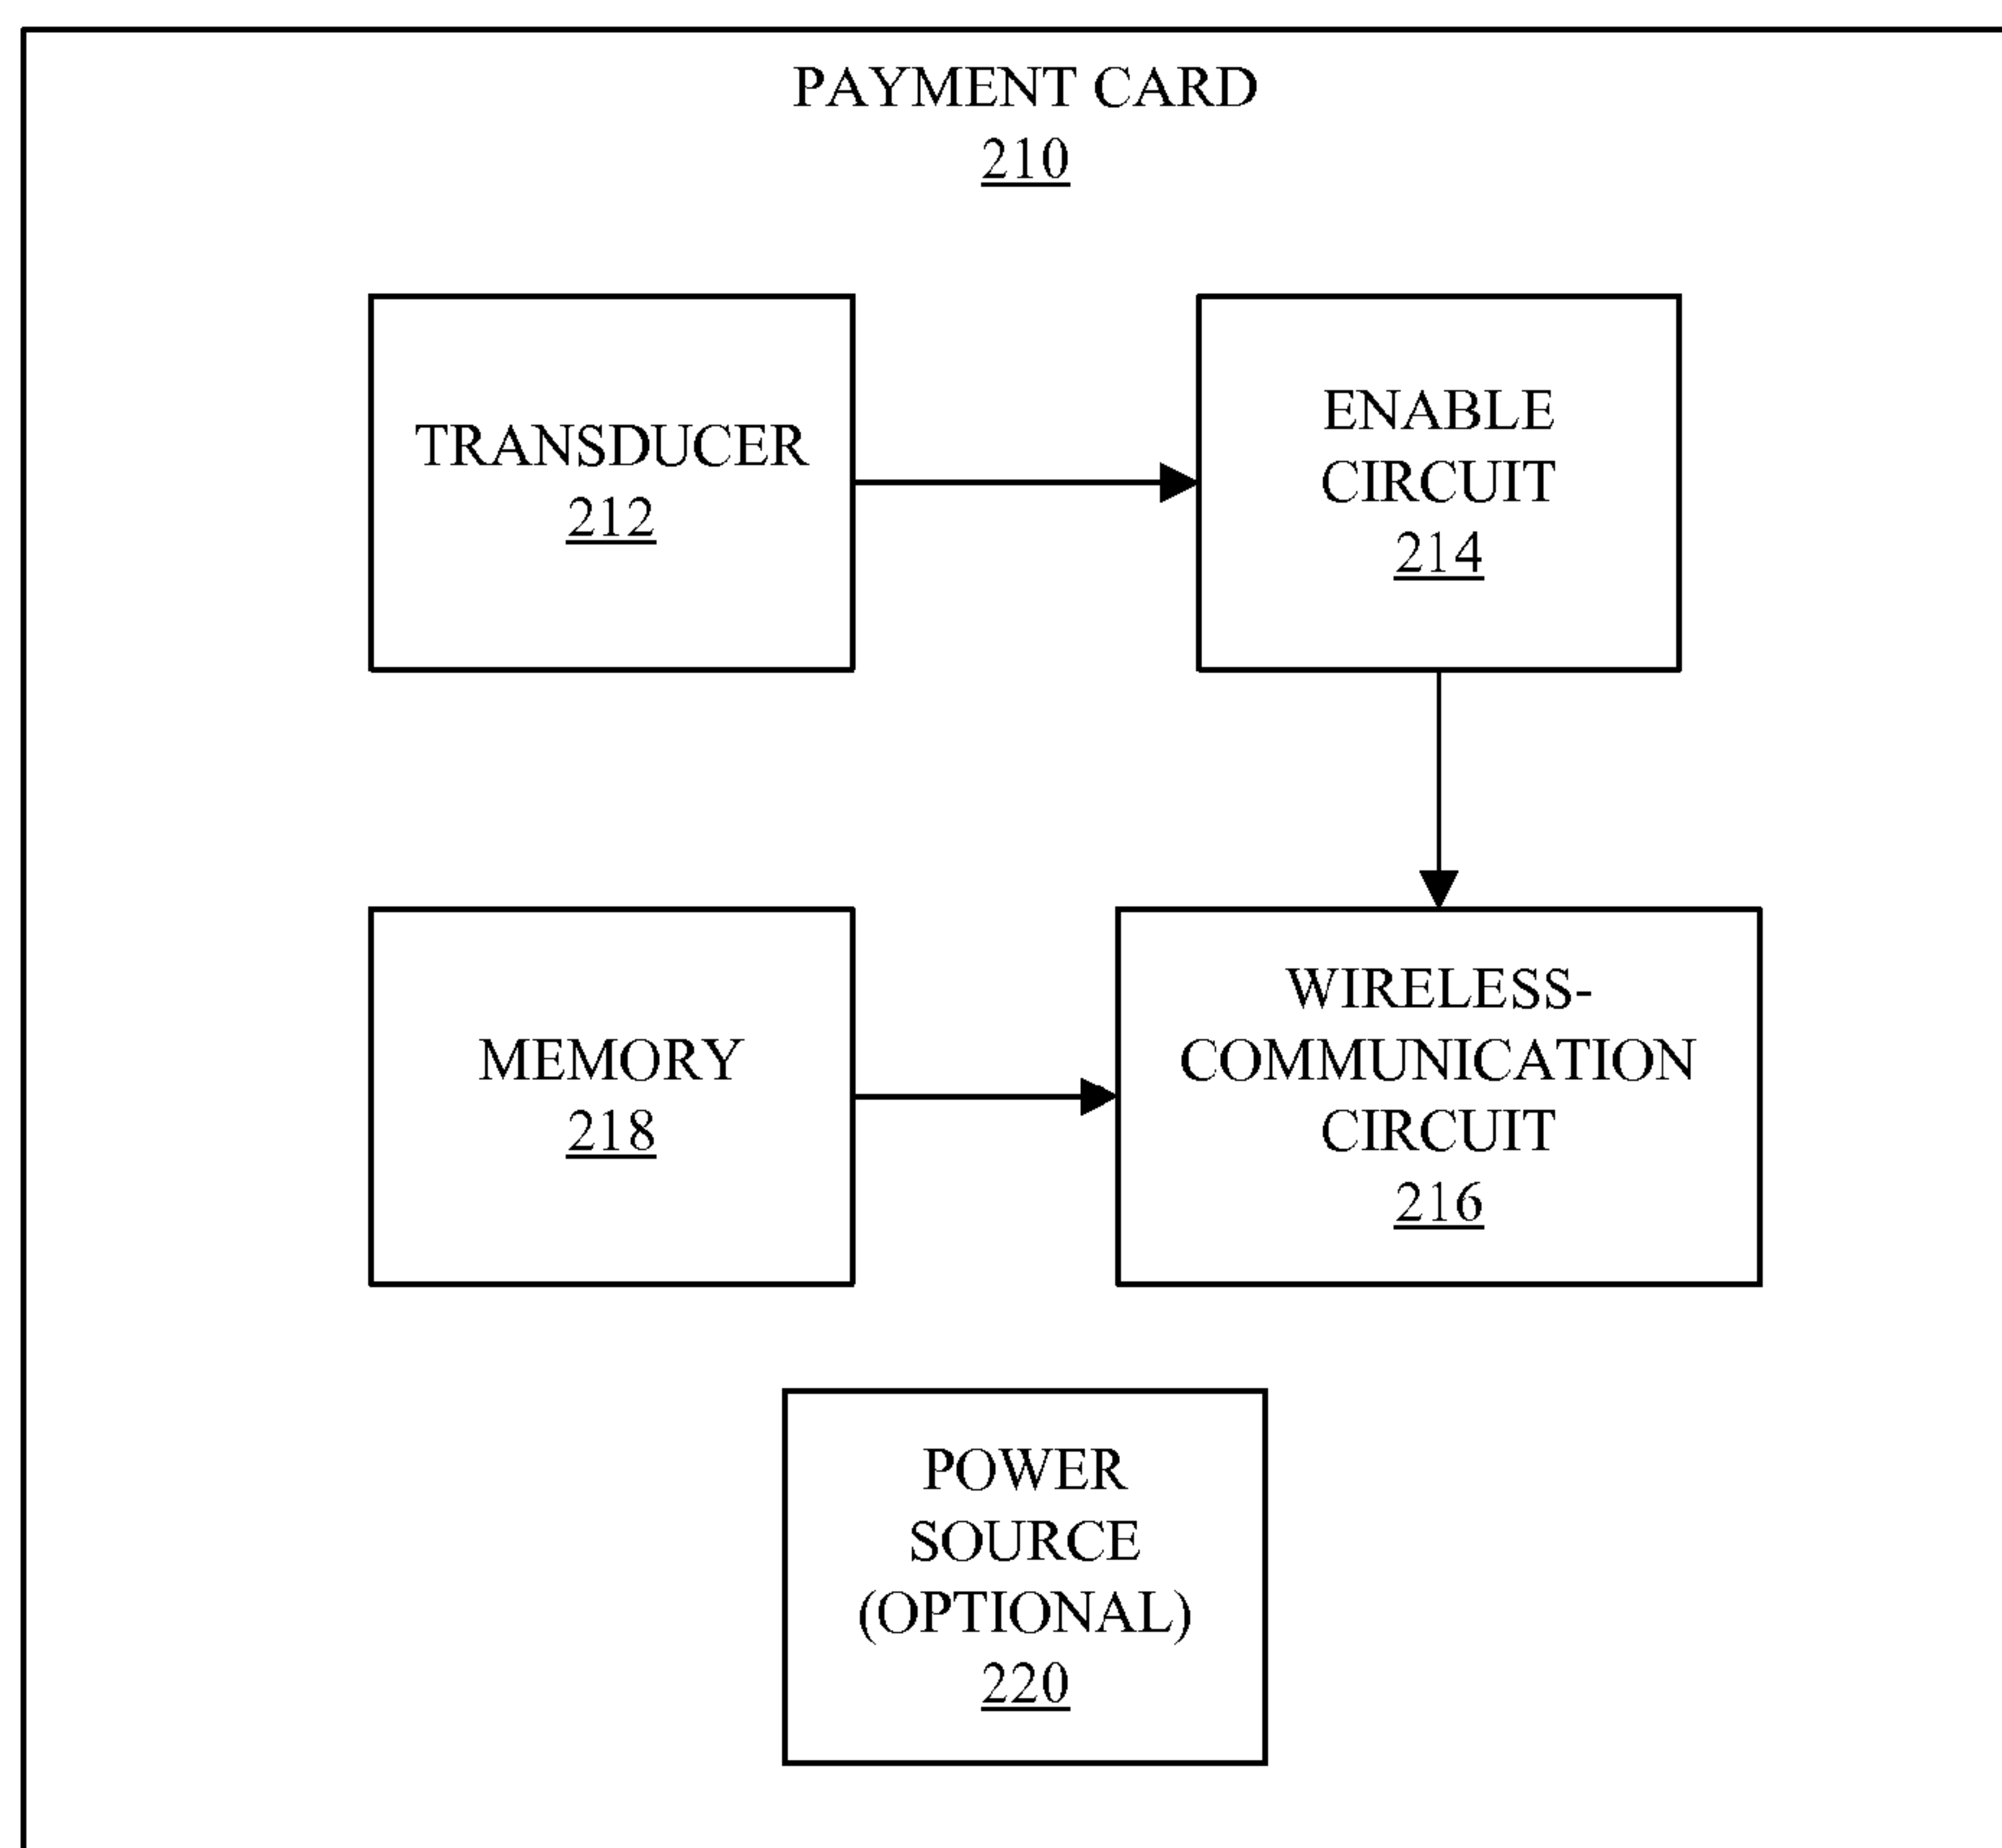 PAYMENT CARD
210
TRANSDUCER
212
ENABLE
CIRCUIT
214
MEMORY
218
WIRELESS-
COMMUNICATION
CIRCUIT
216
POWER
SOURCE
(OPTIONAL)
220